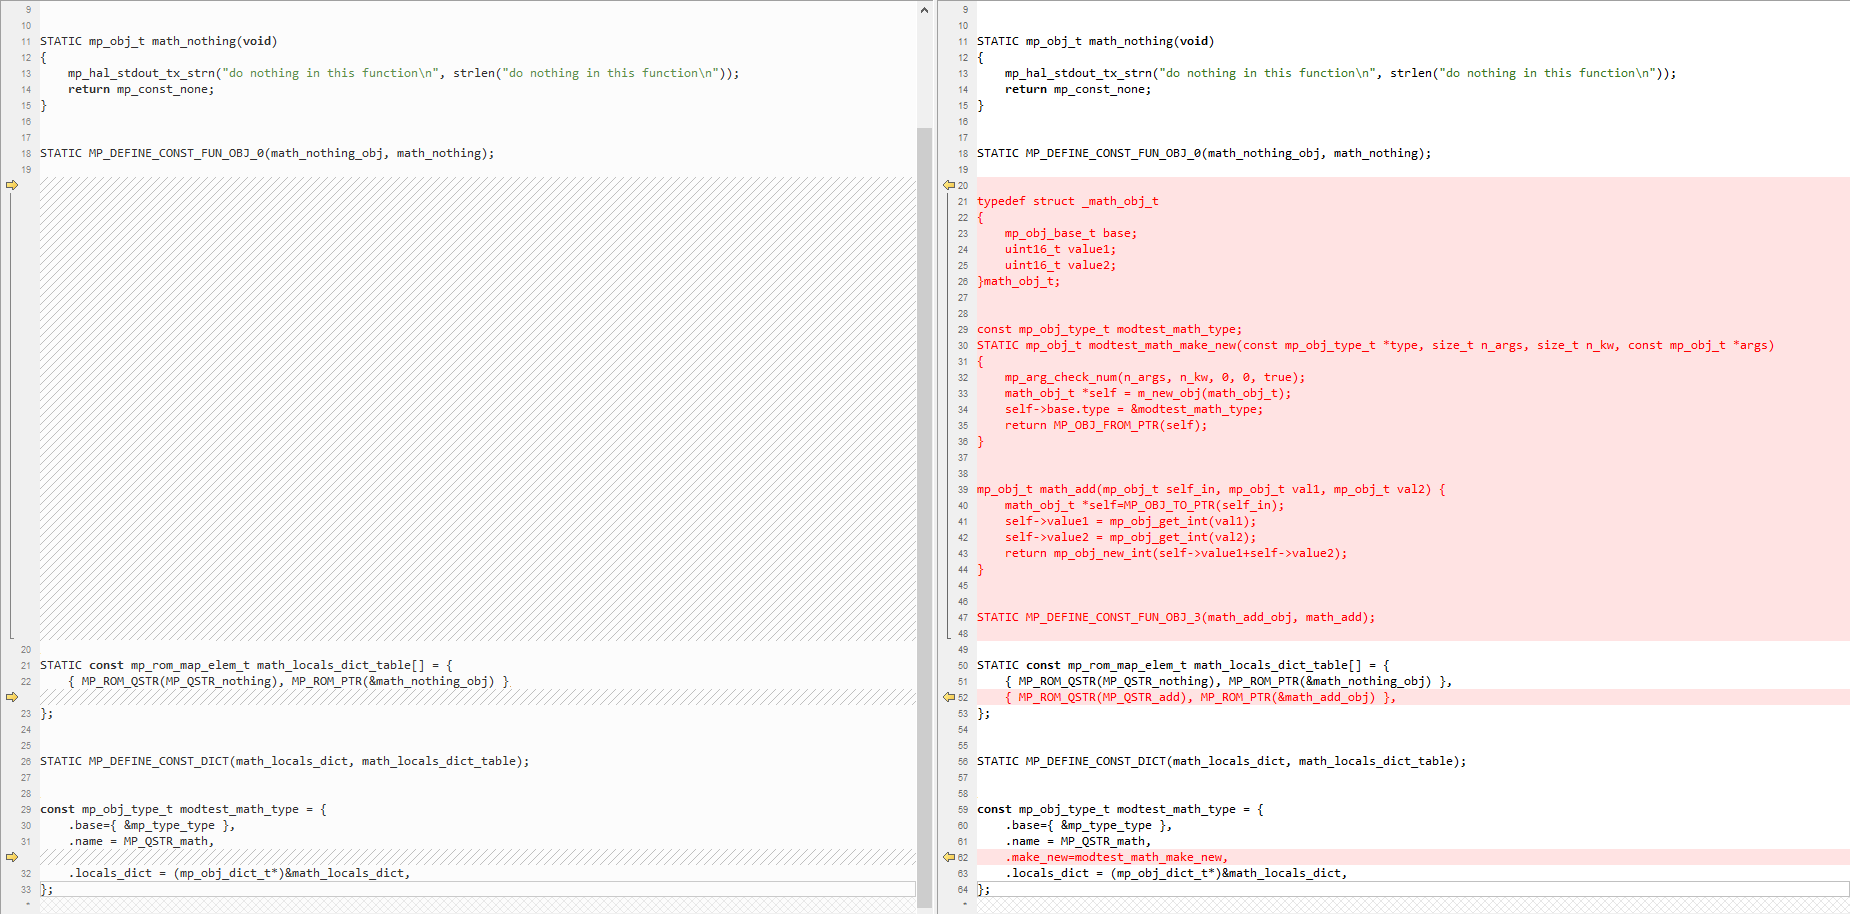 9
10
11 STATIC mp_obj_t math_nothing(void)
12 {
13     mp_hal_stdout_tx_strn("do nothing in this function\n", strlen("do nothing in this function\n"));
14     return mp_const_none;
15 }
16
17
18 STATIC MP_DEFINE_CONST_FUN_OBJ_0(math_nothing_obj, math_nothing);
19
20
21 STATIC const mp_rom_map_elem_t math_locals_dict_table[] = {
22     { MP_ROM_QSTR(MP_QSTR_nothing), MP_ROM_PTR(&math_nothing_obj) }
23 };
24
25
26 STATIC MP_DEFINE_CONST_DICT(math_locals_dict, math_locals_dict_table);
27
28
29 const mp_obj_type_t modtest_math_type = {
30     .base={ &mp_type_type },
31     .name = MP_QSTR_math,
32     .locals_dict = (mp_obj_dict_t*)&math_locals_dict,
33 };
9
10
11 STATIC mp_obj_t math_nothing(void)
12 {
13     mp_hal_stdout_tx_strn("do nothing in this function\n", strlen("do nothing in this function\n"));
14     return mp_const_none;
15 }
16
17
18 STATIC MP_DEFINE_CONST_FUN_OBJ_0(math_nothing_obj, math_nothing);
19
20
21 typedef struct _math_obj_t
22 {
23     mp_obj_base_t base;
24     uint16_t value1;
25     uint16_t value2;
26 }math_obj_t;
27
28
29 const mp_obj_type_t modtest_math_type;
30 STATIC mp_obj_t modtest_math_make_new(const mp_obj_type_t *type, size_t n_args, size_t n_kw, const mp_obj_t *args)
31 {
32     mp_arg_check_num(n_args, n_kw, 0, 0, true);
33     math_obj_t *self = m_new_obj(math_obj_t);
34     self->base.type = &modtest_math_type;
35     return MP_OBJ_FROM_PTR(self);
36 }
37
38
39 mp_obj_t math_add(mp_obj_t self_in, mp_obj_t val1, mp_obj_t val2) {
40     math_obj_t *self=MP_OBJ_TO_PTR(self_in);
41     self->value1 = mp_obj_get_int(val1);
42     self->value2 = mp_obj_get_int(val2);
43     return mp_obj_new_int(self->value1+self->value2);
44 }
45
46
47 STATIC MP_DEFINE_CONST_FUN_OBJ_3(math_add_obj, math_add);
48
49
50 STATIC const mp_rom_map_elem_t math_locals_dict_table[] = {
51     { MP_ROM_QSTR(MP_QSTR_nothing), MP_ROM_PTR(&math_nothing_obj) },
52     { MP_ROM_QSTR(MP_QSTR_add), MP_ROM_PTR(&math_add_obj) },
53 };
54
55
56 STATIC MP_DEFINE_CONST_DICT(math_locals_dict, math_locals_dict_table);
57
58
59 const mp_obj_type_t modtest_math_type = {
60     .base={ &mp_type_type },
61     .name = MP_QSTR_math,
62     .make_new=modtest_math_make_new,
63     .locals_dict = (mp_obj_dict_t*)&math_locals_dict,
64 };